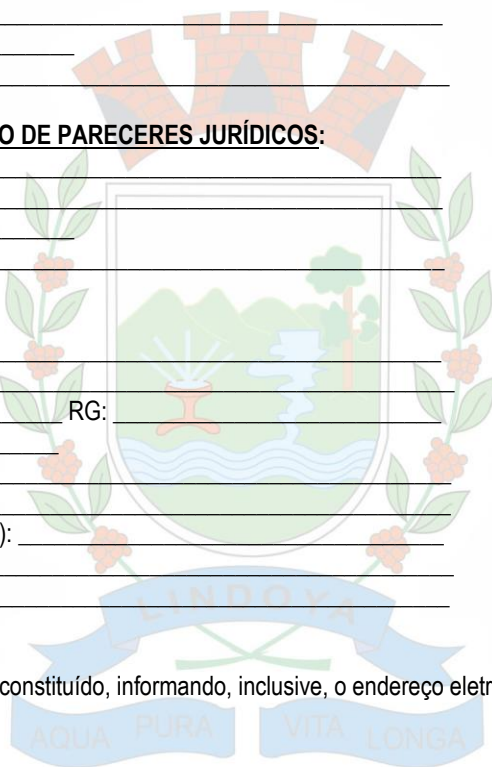 O DE PARECERES JURÍDICOS:
RG:
):
LINDOYA
constituído, informando, inclusive, o endereço eletr
AQUA PURA VITA LONGA